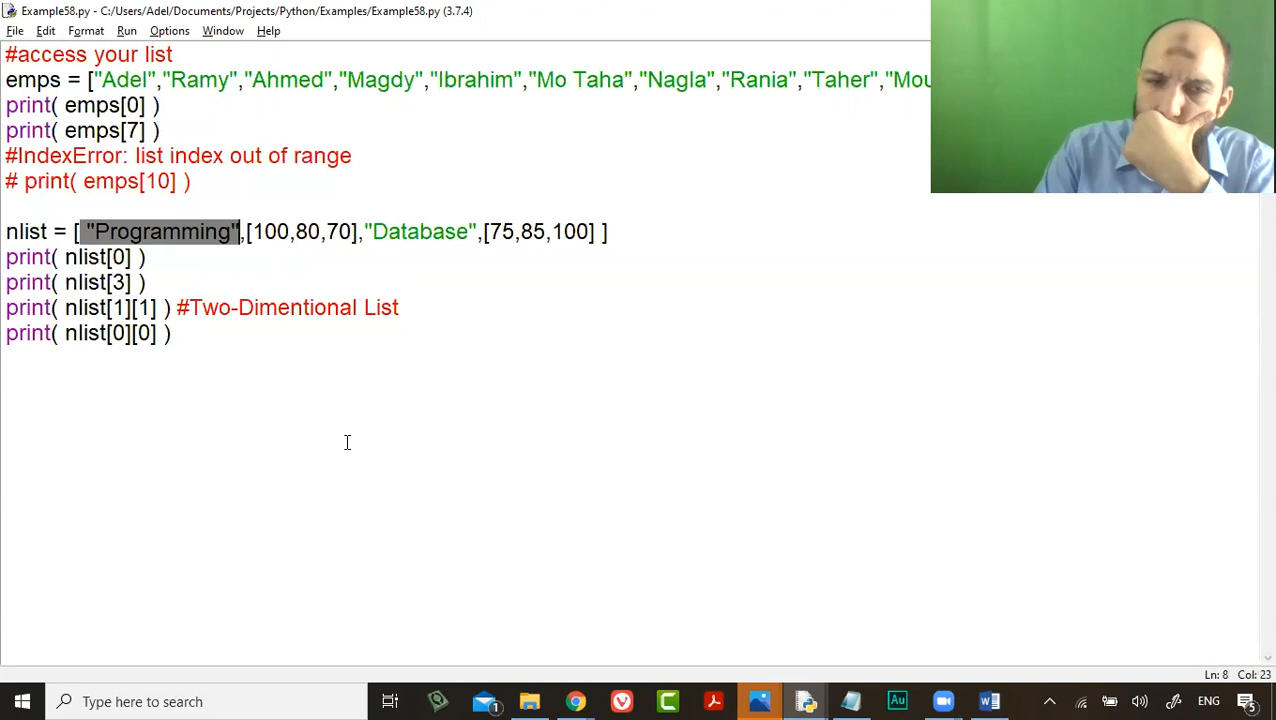 Example58.py - C:/Users/Adel/Documents/Projects/Python/Examples/Example58.py (3.7.4)
File Edit Format Run Options Window Help
#access your list
emps = ["Adel","Ramy","Ahmed","Magdy","Ibrahim","Mo Taha","Nagla","Rania","Taher","Mou
print( emps[0] )
print( emps[7] )
#IndexError: list index out of range
# print( emps[10] )
nlist = [ "Programming",[100,80,70],"Database",[75,85,100] ]
print( nlist[0] )
print( nlist[3] )
print( nlist[1][1] ) #Two-Dimentional List
print( nlist[0][0] )
Ln: 8 Col: 23
Type here to search
1
Au
ENG
5